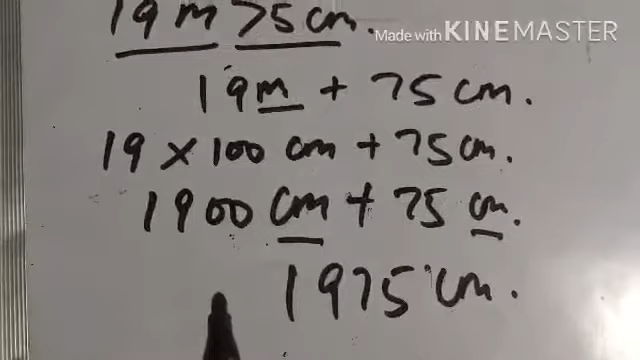 19 m 75 cm.
Made with KINEMASTER
19 m + 75 cm.
19 × 100 cm + 75 cm.
1900 cm + 75 cm.
1975 cm.